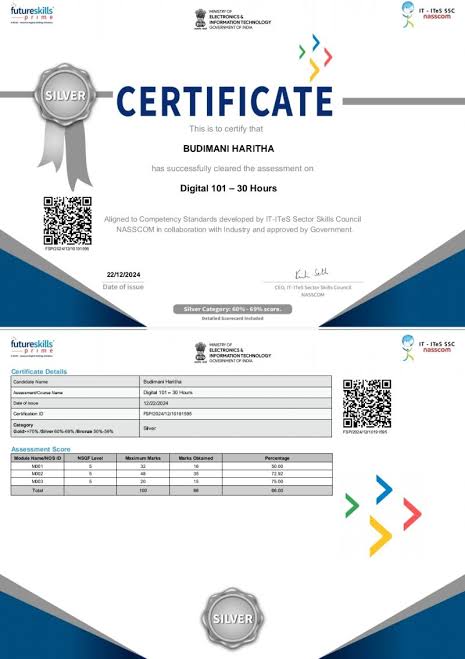 futureskills
prime
MINISTRY OF
ELECTRONICS &
INFORMATION TECHNOLOGY
GOVERNMENT OF INDIA
IT - ITeS SSC
nasscom
SILVER
CERTIFICATE
This is to certify that
BUDIMANI HARITHA
has successfully cleared the assessment on
Digital 101 – 30 Hours
Aligned to Competency Standards developed by IT-ITeS Sector Skills Council
NASSCOM in collaboration with Industry and approved by Government.
FSP/2024/12/10191595
22/12/2024
Date of issue
CEO, IT-ITeS Sector Skills Council
NASSCOM
Silver Category: 60% - 69% score.
Detailed Scorecard Included
futureskills
prime
MINISTRY OF
ELECTRONICS &
INFORMATION TECHNOLOGY
GOVERNMENT OF INDIA
IT - ITeS SSC
nasscom
Certificate Details
Candidate Name Budimani Haritha
Assessment/Course Name Digital 101 – 30 Hours
Date of Issue 12/22/2024
Certification ID FSP/2024/12/10191595
Category
Gold>=70% /Silver 60%-69% /Bronze 50%-59% Silver
FSP/2024/12/10191595
Assessment Score
Module Name/NOS ID NSQF Level Maximum Marks Marks Obtained Percentage
M001 5 32 16 50.00
M002 5 48 35 72.92
M003 5 20 15 75.00
Total 100 66 66.00
SILVER